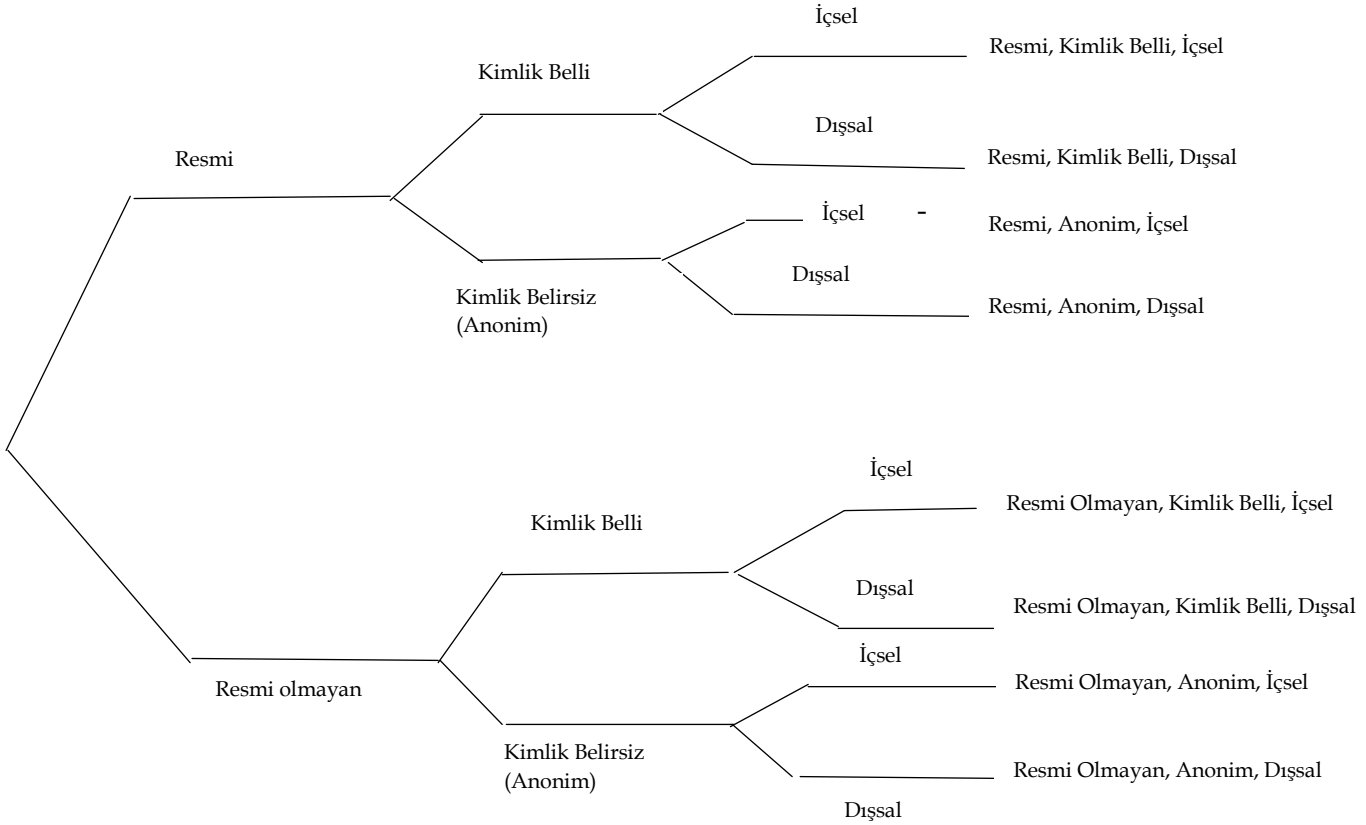 İçsel
Resmi, Kimlik Belli, İçsel
Kimlik Belli
Dışsal
Resmi, Kimlik Belli, Dışsal
Resmi
İçsel -
Resmi, Anonim, İçsel
Dışsal
Kimlik Belirsiz
(Anonim)
Resmi, Anonim, Dışsal
İçsel
Resmi Olmayan, Kimlik Belli, İçsel
Kimlik Belli
Dışsal
Resmi Olmayan, Kimlik Belli, Dışsal
İçsel
Resmi Olmayan, Anonim, İçsel
Resmi olmayan
Kimlik Belirsiz
(Anonim)
Resmi Olmayan, Anonim, Dışsal
Dışsal